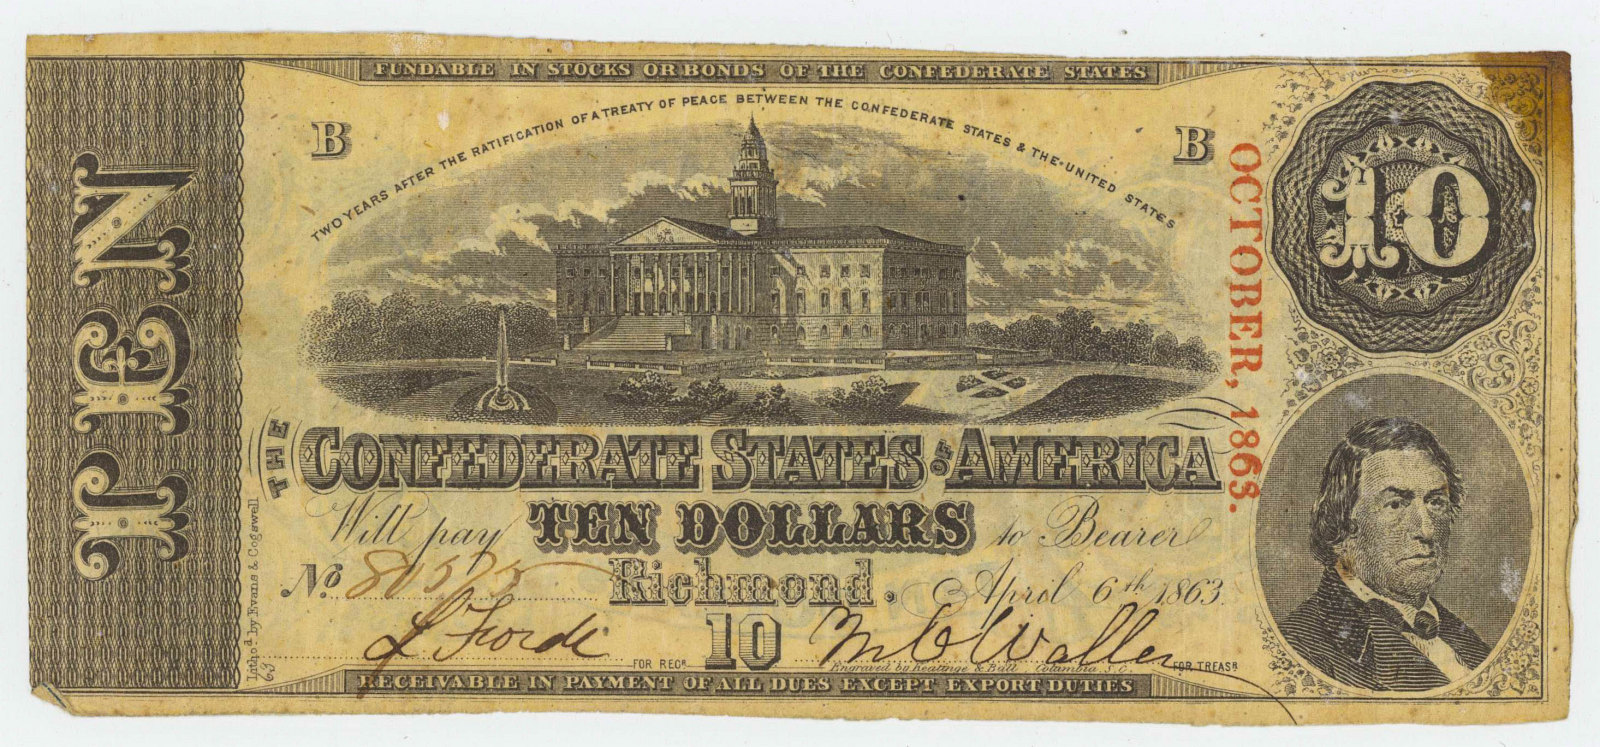 FUNDABLE IN STOCKS OR BONDS OF THE CONFEDERATE STATES
TWO YEARS AFTER THE RATIFICATION OF A TREATY OF PEACE BETWEEN THE CONFEDERATE STATES & THE UNITED STATES
B
B
TEN
10
OCTOBER, 1863.
THE CONFEDERATE STATES OF AMERICA
Will pay TEN DOLLARS to Bearer
No. Richmond. April 6th 1863.
10
FOR REGR.
FOR TREASR.
Engraved by Keatinge & Ball Columbia S.C.
RECEIVABLE IN PAYMENT OF ALL DUES EXCEPT EXPORT DUTIES
Lithod. by Evans & Cogswell
63